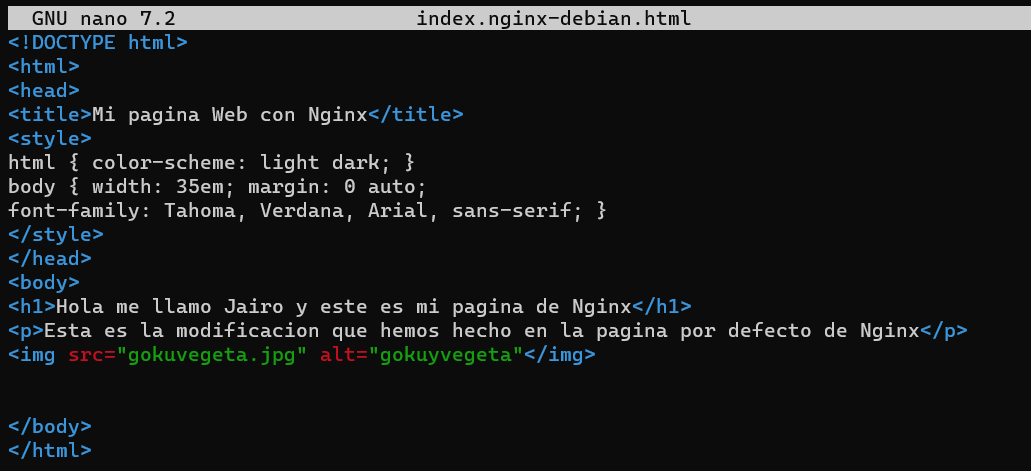 GNU nano 7.2 index.nginx-debian.html
<!DOCTYPE html>
<html>
<head>
<title>Mi pagina Web con Nginx</title>
<style>
html { color-scheme: light dark; }
body { width: 35em; margin: 0 auto;
font-family: Tahoma, Verdana, Arial, sans-serif; }
</style>
</head>
<body>
<h1>Hola me llamo Jairo y este es mi pagina de Nginx</h1>
<p>Esta es la modificacion que hemos hecho en la pagina por defecto de Nginx</p>
<img src="gokuvegeta.jpg" alt="gokuyvegeta"</img>
</body>
</html>